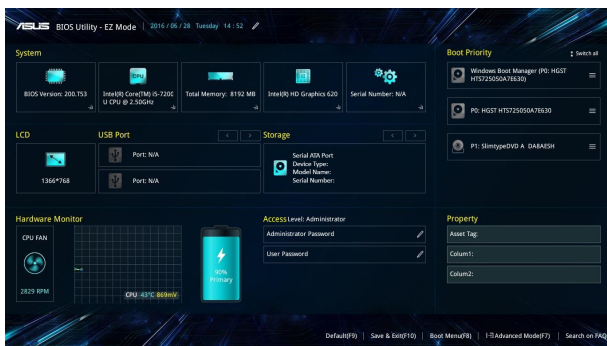 ASUS BIOS Utility - EZ Mode 2016 / 06 / 28 Tuesday 14 : 52
System
BIOS Version: 200.T53
CPU
Intel(R) Core(TM) i5-7200
U CPU @ 2.50GHz
Total Memory: 8192 MB
Intel(R) HD Graphics 620
Serial Number: N/A
Boot Priority
Switch all
Windows Boot Manager (P0: HGST
HTS725050A7E630)
P0: HGST HTS725050A7E630
P1: SlimtypeDVD A DA8AESH
LCD
1366*768
USB Port
Port: N/A
Port: N/A
Storage
Serial ATA Port
Device Type:
Model Name:
Serial Number:
Hardware Monitor
CPU FAN
2829 RPM
CPU 43°C 869mV
90%
Primary
Access Level: Administrator
Administrator Password
User Password
Property
Asset Tag:
Colum1:
Colum2:
Default(F9) | Save & Exit(F10) | Boot Menu(F8) | Advanced Mode(F7) | Search on FAQ